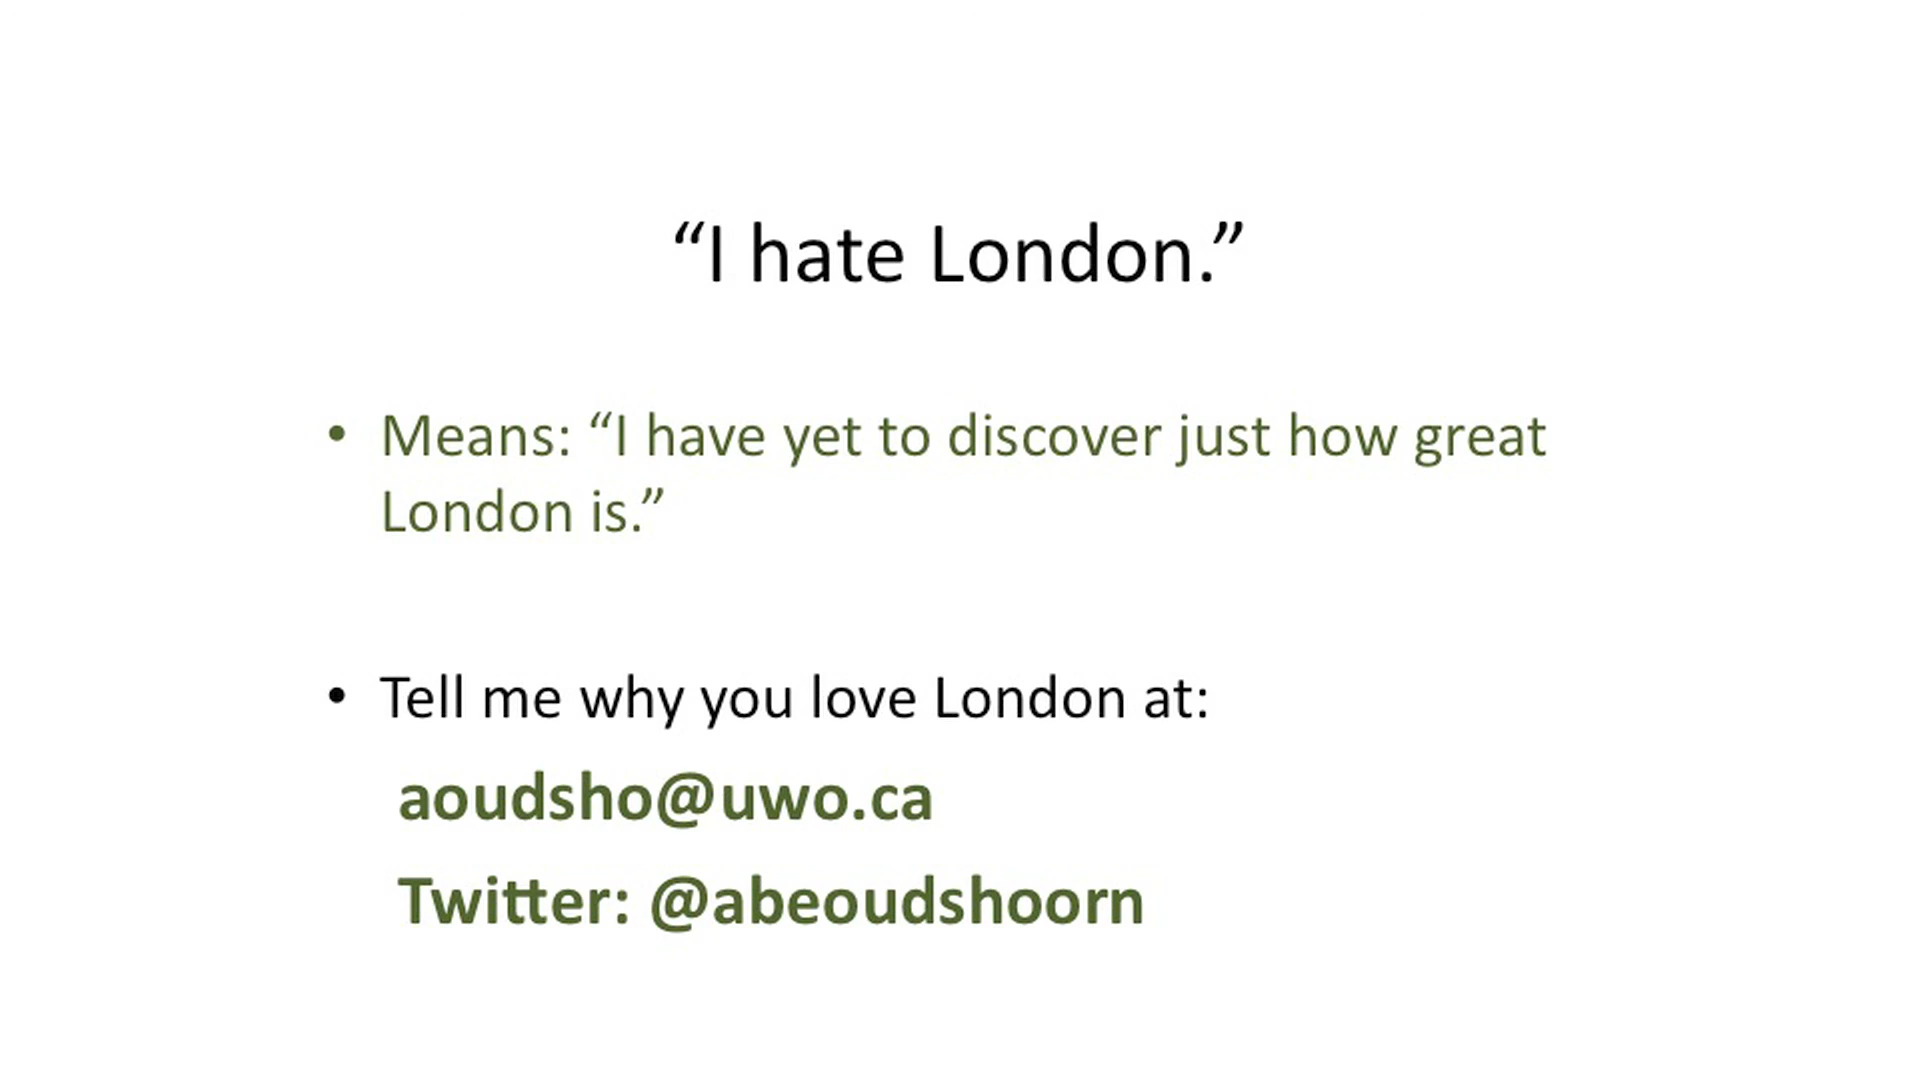 “I hate London.”
• Means: “I have yet to discover just how great
London is.”
• Tell me why you love London at:
aoudsho@uwo.ca
Twitter: @abeoudshoorn